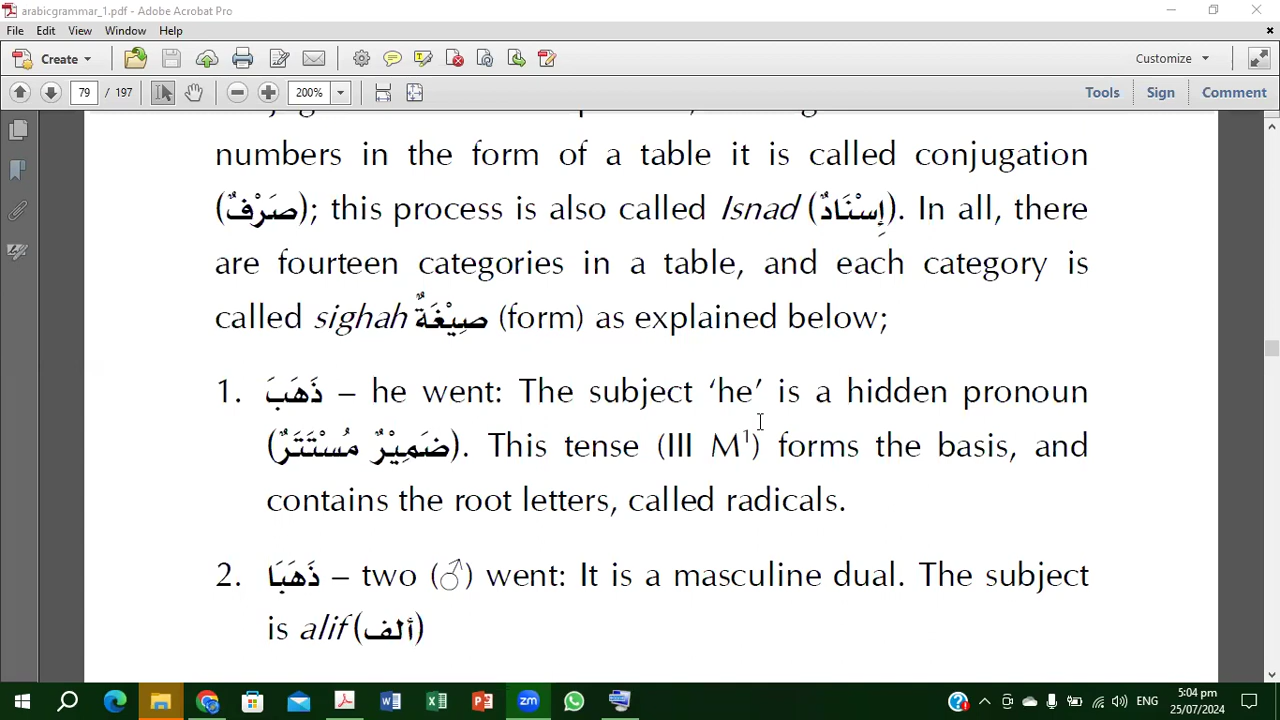 arabicgrammar_1.pdf - Adobe Acrobat Pro
File Edit View Window Help
Create Customize
79 / 197 200% Tools Sign Comment
numbers in the form of a table it is called conjugation
(صَرْفٌ); this process is also called Isnad (إِسْنَادٌ). In all, there
are fourteen categories in a table, and each category is
called sighah صِيْغَةٌ (form) as explained below;
1. ذَهَبَ – he went: The subject ‘he’ is a hidden pronoun
(ضَمِيْرٌ مُسْتَتَرٌ). This tense (III M¹) forms the basis, and
contains the root letters, called radicals.
2. ذَهَبَا – two (♂) went: It is a masculine dual. The subject
is alif (ألف)
ENG 5:04 pm
25/07/2024